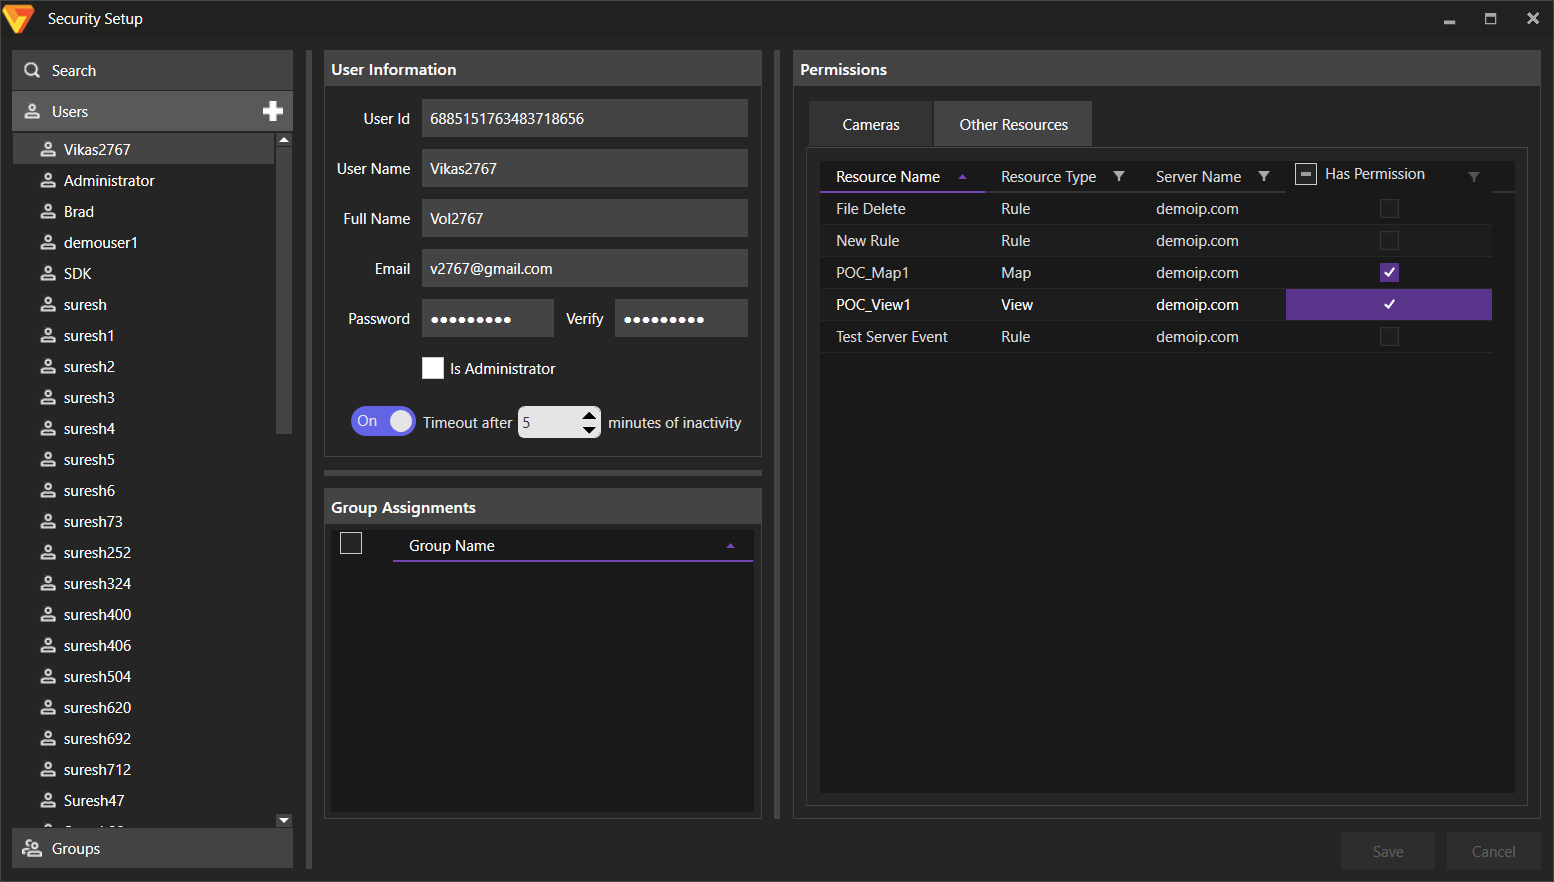 Security Setup
Search
Users
Vikas2767
Administrator
Brad
demouser1
SDK
suresh
suresh1
suresh2
suresh3
suresh4
suresh5
suresh6
suresh73
suresh252
suresh324
suresh400
suresh406
suresh504
suresh620
suresh692
suresh712
Suresh47
Groups
User Information
User Id 6885151763483718656
User Name Vikas2767
Full Name Vol2767
Email v2767@gmail.com
Password ●●●●●●●●● Verify ●●●●●●●●●
Is Administrator
On Timeout after 5 minutes of inactivity
Group Assignments
Group Name
Permissions
Cameras Other Resources
Resource Name Resource Type Server Name Has Permission
File Delete Rule demoip.com
New Rule Rule demoip.com
POC_Map1 Map demoip.com
POC_View1 View demoip.com
Test Server Event Rule demoip.com
Save Cancel